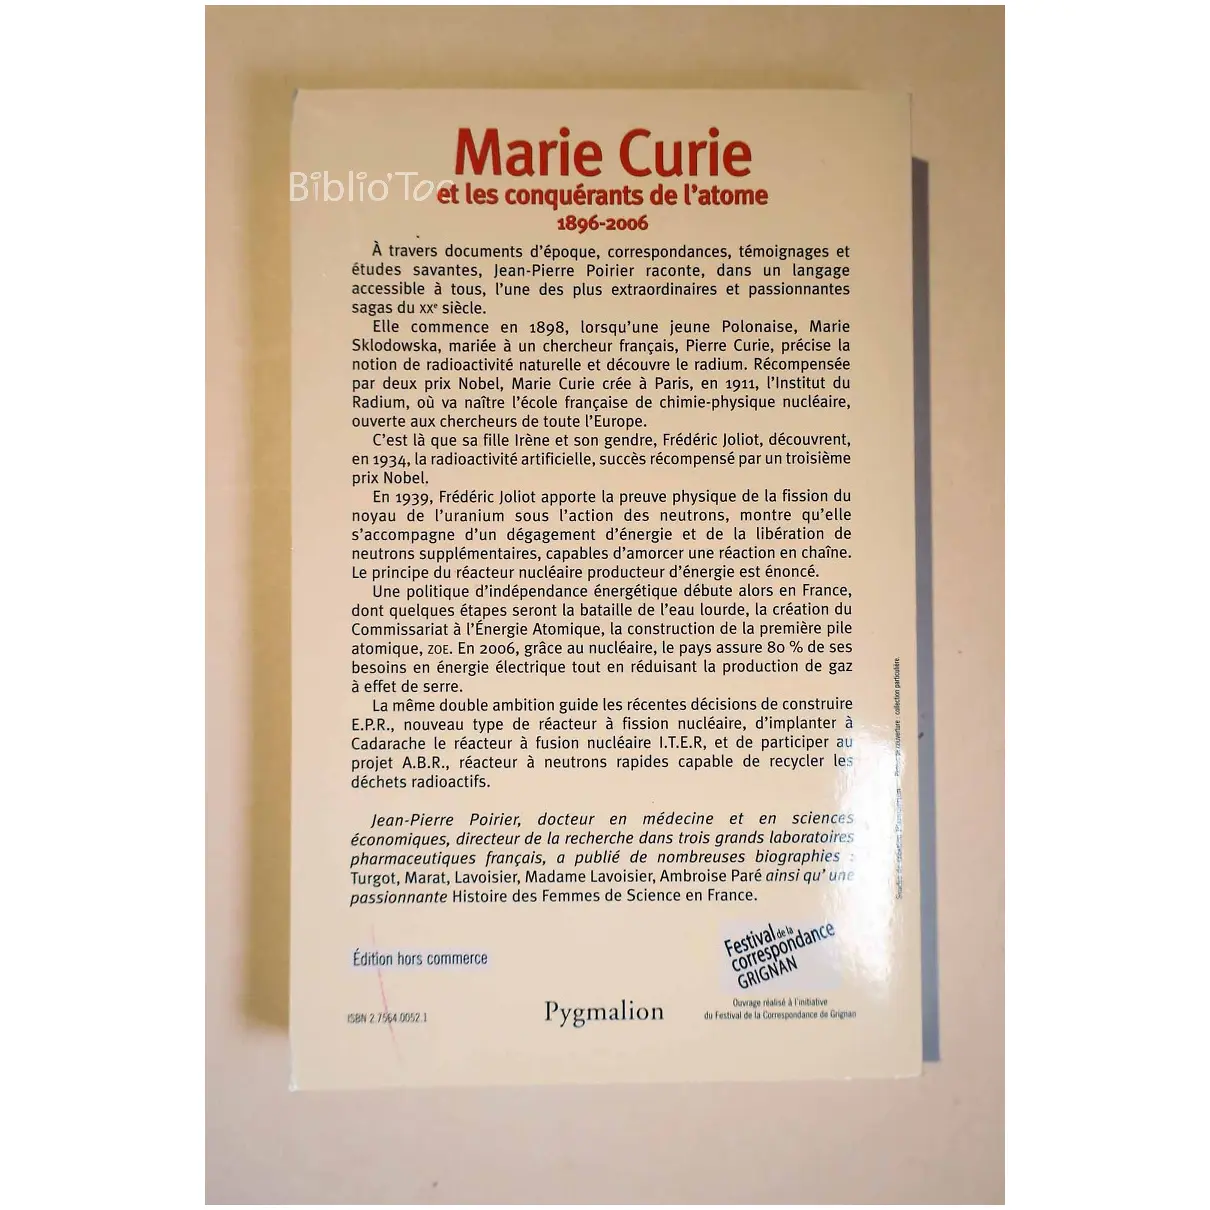 Marie Curie
Biblio'Toc
et les conquérants de l'atome
1896-2006
À travers documents d'époque, correspondances, témoignages et
études savantes, Jean-Pierre Poirier raconte, dans un langage
accessible à tous, l'une des plus extraordinaires et passionnantes
sagas du XXe siècle.
Elle commence en 1898, lorsqu'une jeune Polonaise, Marie
Sklodowska, mariée à un chercheur français, Pierre Curie, précise la
notion de radioactivité naturelle et découvre le radium. Récompensée
par deux prix Nobel, Marie Curie crée à Paris, en 1911, l'Institut du
Radium, où va naître l'école française de chimie-physique nucléaire,
ouverte aux chercheurs de toute l'Europe.
C'est là que sa fille Irène et son gendre, Frédéric Joliot, découvrent,
en 1934, la radioactivité artificielle, succès récompensé par un troisième
prix Nobel.
En 1939, Frédéric Joliot apporte la preuve physique de la fission du
noyau de l'uranium sous l'action des neutrons, montre qu'elle
s'accompagne d'un dégagement d'énergie et de la libération de
neutrons supplémentaires, capables d'amorcer une réaction en chaîne.
Le principe du réacteur nucléaire producteur d'énergie est énoncé.
Une politique d'indépendance énergétique débute alors en France,
dont quelques étapes seront la bataille de l'eau lourde, la création du
Commissariat à l'Énergie Atomique, la construction de la première pile
atomique, ZOE. En 2006, grâce au nucléaire, le pays assure 80 % de ses
besoins en énergie électrique tout en réduisant la production de gaz
à effet de serre.
La même double ambition guide les récentes décisions de construire
E.P.R., nouveau type de réacteur à fission nucléaire, d'implanter à
Cadarache le réacteur à fusion nucléaire I.T.E.R, et de participer au
projet A.B.R., réacteur à neutrons rapides capable de recycler les
déchets radioactifs.
Jean-Pierre Poirier, docteur en médecine et en sciences
économiques, directeur de la recherche dans trois grands laboratoires
pharmaceutiques français, a publié de nombreuses biographies :
Turgot, Marat, Lavoisier, Madame Lavoisier, Ambroise Paré ainsi qu'une
passionnante Histoire des Femmes de Science en France.
Édition hors commerce
Festival de la
correspondance
GRIGNAN
ISBN 2.7564.0052.1
Pygmalion
Ouvrage réalisé à l'initiative
du Festival de la Correspondance de Grignan
couverture : collection particulière.